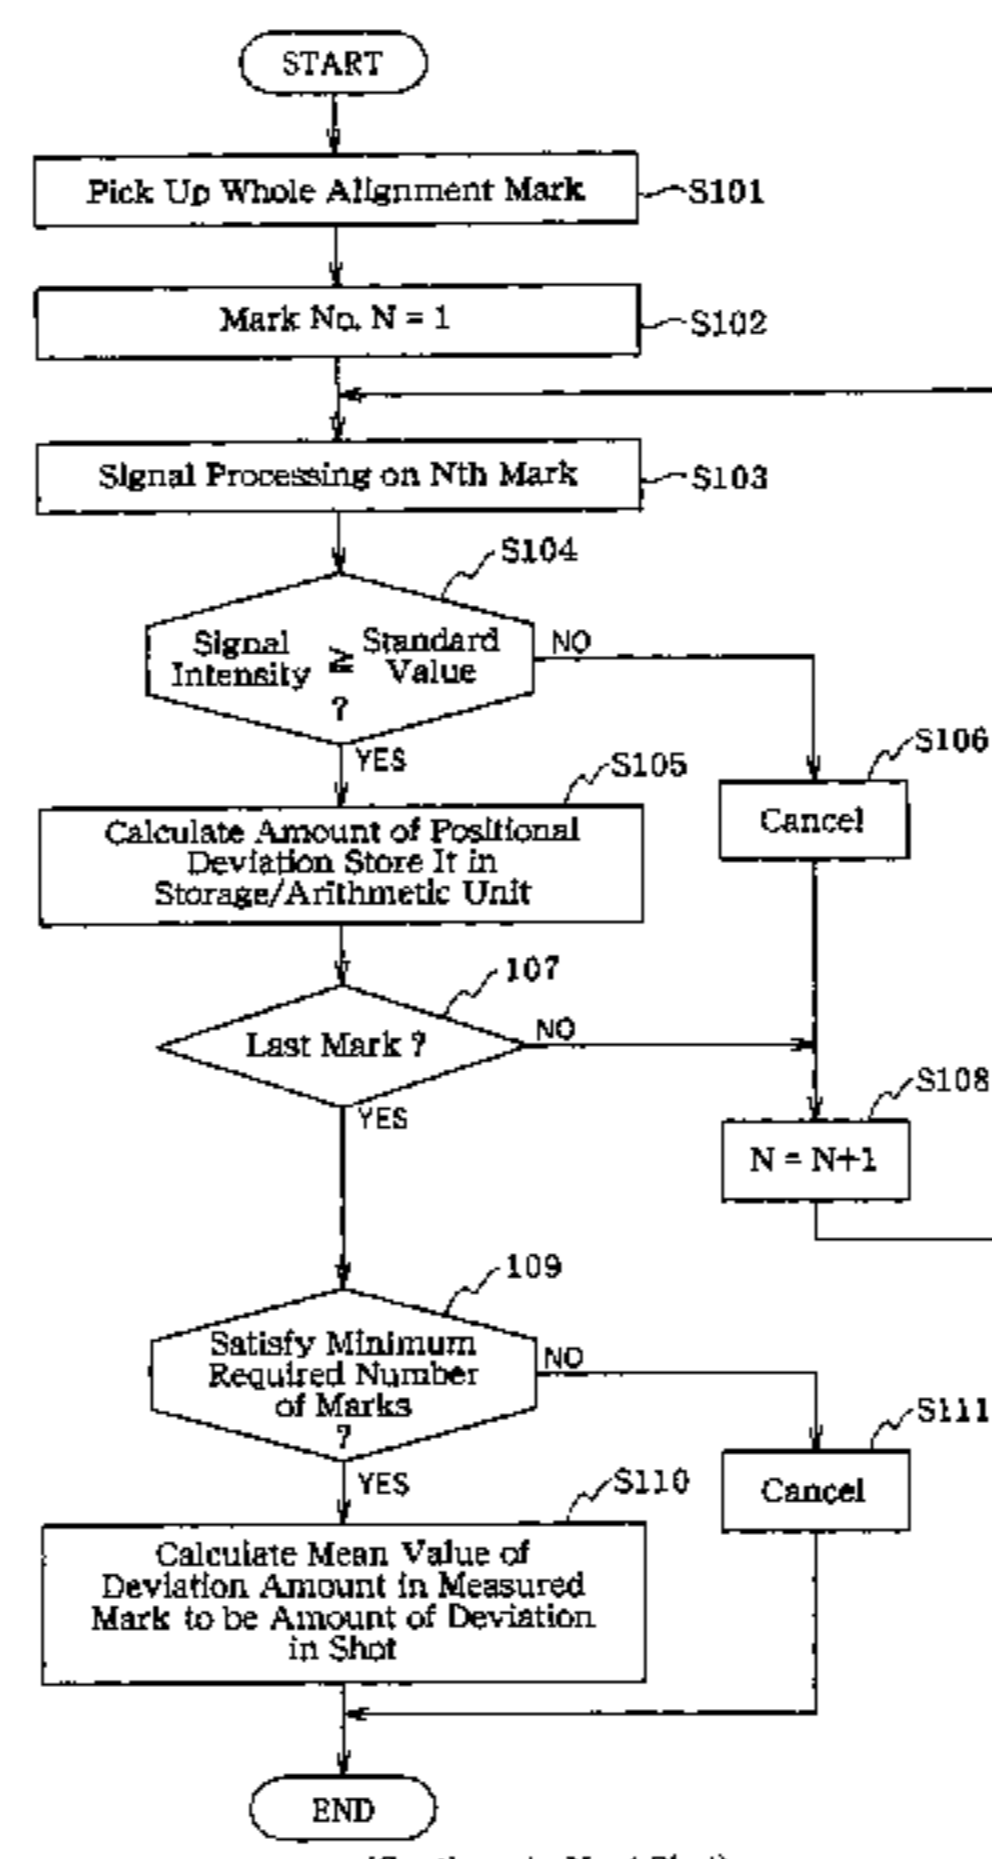 START
Pick Up Whole Alignment Mark
S101
Mark No. N = 1
S102
Signal Processing on Nth Mark
S103
S104
Signal Intensity ≧ Standard Value
?
NO
YES
S106
Cancel
S105
Calculate Amount of Positional
Deviation Store It in
Storage/Arithmetic Unit
107
Last Mark ?
NO
YES
S108
N = N+1
109
Satisfy Minimum
Required Number
of Marks
?
NO
YES
S111
Cancel
S110
Calculate Mean Value of
Deviation Amount in Measured
Mark to be Amount of Deviation
in Shot
END